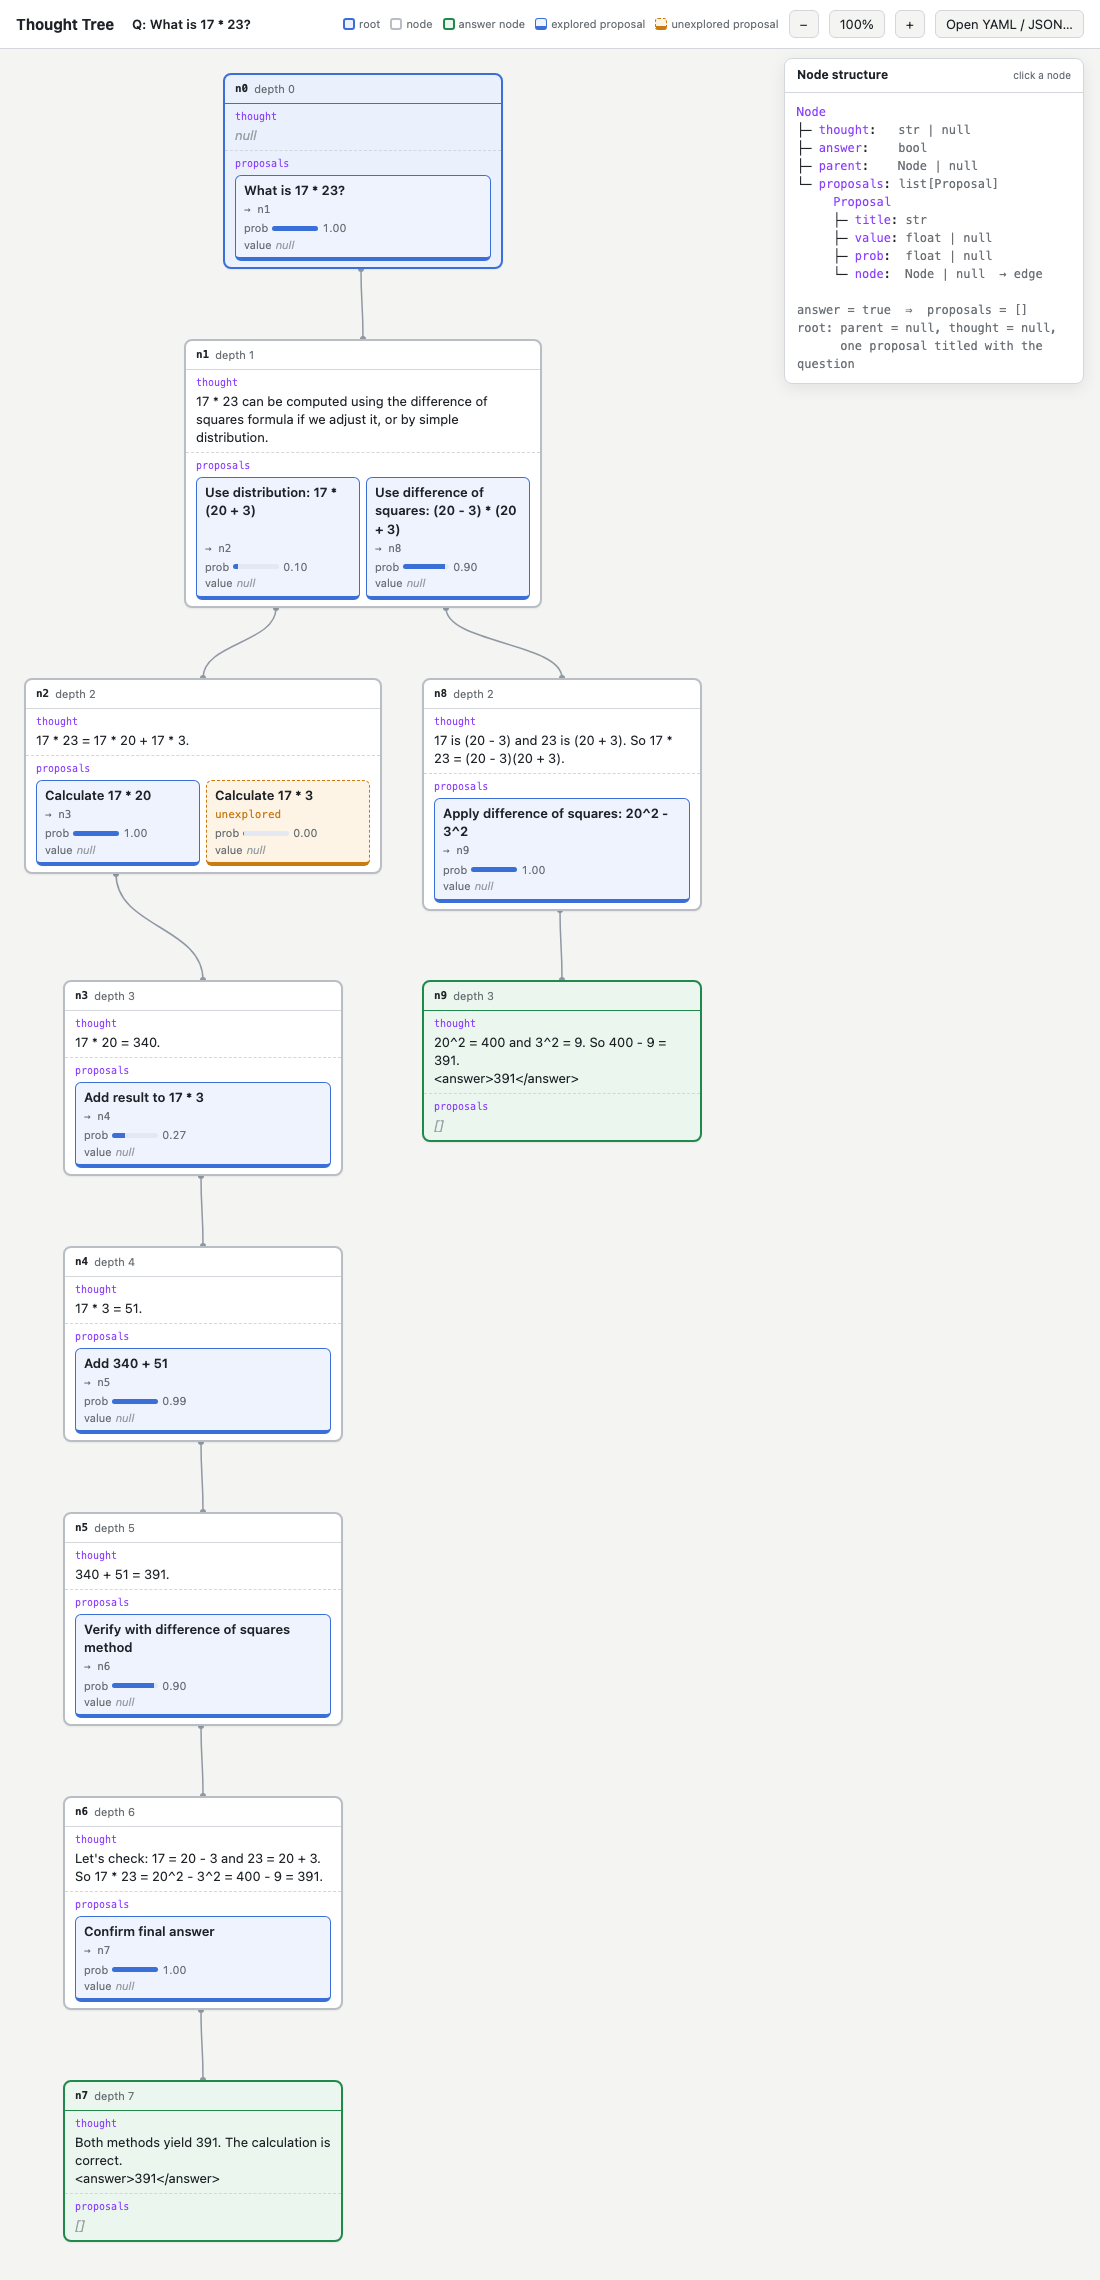 Thought Tree Q: What is 17 * 23? root node answer node explored proposal unexplored proposal − 100% + Open YAML / JSON...
Node structure click a node
Node
├─ thought: str | null
├─ answer: bool
├─ parent: Node | null
└─ proposals: list[Proposal]
Proposal
├─ title: str
├─ value: float | null
├─ prob: float | null
└─ node: Node | null → edge
answer = true ⇒ proposals = []
root: parent = null, thought = null,
one proposal titled with the
question
n0 depth 0
thought
null
proposals
What is 17 * 23?
→ n1
prob 1.00
value null
n1 depth 1
thought
17 * 23 can be computed using the difference of
squares formula if we adjust it, or by simple
distribution.
proposals
Use distribution: 17 *
(20 + 3)
→ n2
prob 0.10
value null
Use difference of
squares: (20 - 3) * (20
+ 3)
→ n8
prob 0.90
value null
n2 depth 2
thought
17 * 23 = 17 * 20 + 17 * 3.
proposals
Calculate 17 * 20
→ n3
prob 1.00
value null
Calculate 17 * 3
unexplored
prob 0.00
value null
n8 depth 2
thought
17 is (20 - 3) and 23 is (20 + 3). So 17 *
23 = (20 - 3)(20 + 3).
proposals
Apply difference of squares: 20^2 -
3^2
→ n9
prob 1.00
value null
n3 depth 3
thought
17 * 20 = 340.
proposals
Add result to 17 * 3
→ n4
prob 0.27
value null
n9 depth 3
thought
20^2 = 400 and 3^2 = 9. So 400 - 9 =
391.
<answer>391</answer>
proposals
[]
n4 depth 4
thought
17 * 3 = 51.
proposals
Add 340 + 51
→ n5
prob 0.99
value null
n5 depth 5
thought
340 + 51 = 391.
proposals
Verify with difference of squares
method
→ n6
prob 0.90
value null
n6 depth 6
thought
Let's check: 17 = 20 - 3 and 23 = 20 + 3.
So 17 * 23 = 20^2 - 3^2 = 400 - 9 = 391.
proposals
Confirm final answer
→ n7
prob 1.00
value null
n7 depth 7
thought
Both methods yield 391. The calculation is
correct.
<answer>391</answer>
proposals
[]